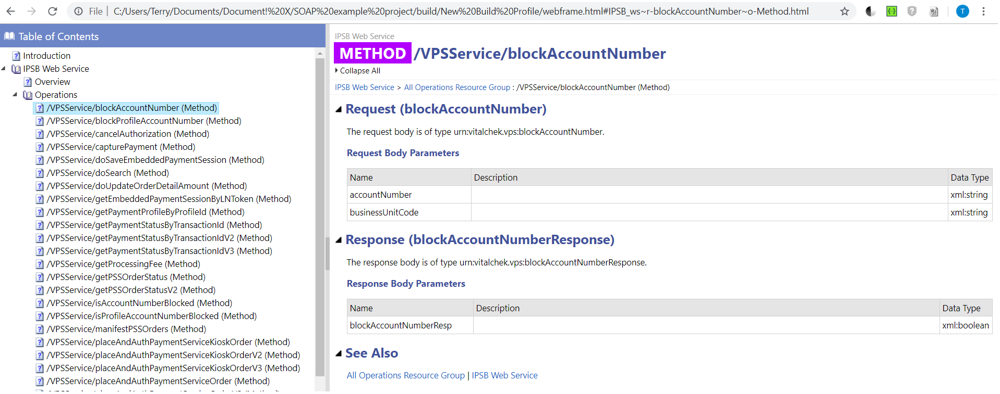 File | C:/Users/Terry/Documents/Document!%20X/SOAP%20example%20project/build/New%20Build%20Profile/webframe.html#IPSB_ws~r-blockAccountNumber~o-Method.html
T
Table of Contents
Introduction
IPSB Web Service
Overview
Operations
/VPSService/blockAccountNumber (Method)
/VPSService/blockProfileAccountNumber (Method)
/VPSService/cancelAuthorization (Method)
/VPSService/capturePayment (Method)
/VPSService/doSaveEmbeddedPaymentSession (Method)
/VPSService/doSearch (Method)
/VPSService/doUpdateOrderDetailAmount (Method)
/VPSService/getEmbeddedPaymentSessionByLNToken (Method)
/VPSService/getPaymentProfileByProfileId (Method)
/VPSService/getPaymentStatusByTransactionId (Method)
/VPSService/getPaymentStatusByTransactionIdV2 (Method)
/VPSService/getPaymentStatusByTransactionIdV3 (Method)
/VPSService/getProcessingFee (Method)
/VPSService/getPSSOrderStatus (Method)
/VPSService/getPSSOrderStatusV2 (Method)
/VPSService/isAccountNumberBlocked (Method)
/VPSService/isProfileAccountNumberBlocked (Method)
/VPSService/manifestPSSOrders (Method)
/VPSService/placeAndAuthPaymentServiceKioskOrder (Method)
/VPSService/placeAndAuthPaymentServiceKioskOrderV2 (Method)
/VPSService/placeAndAuthPaymentServiceKioskOrderV3 (Method)
/VPSService/placeAndAuthPaymentServiceOrder (Method)
IPSB Web Service
METHOD /VPSService/blockAccountNumber
Collapse All
IPSB Web Service > All Operations Resource Group : /VPSService/blockAccountNumber (Method)
Request (blockAccountNumber)
The request body is of type urn:vitalchek.vps:blockAccountNumber.
Request Body Parameters
Name Description Data Type
accountNumber xml:string
businessUnitCode xml:string
Response (blockAccountNumberResponse)
The response body is of type urn:vitalchek.vps:blockAccountNumberResponse.
Response Body Parameters
Name Description Data Type
blockAccountNumberResp xml:boolean
See Also
All Operations Resource Group | IPSB Web Service